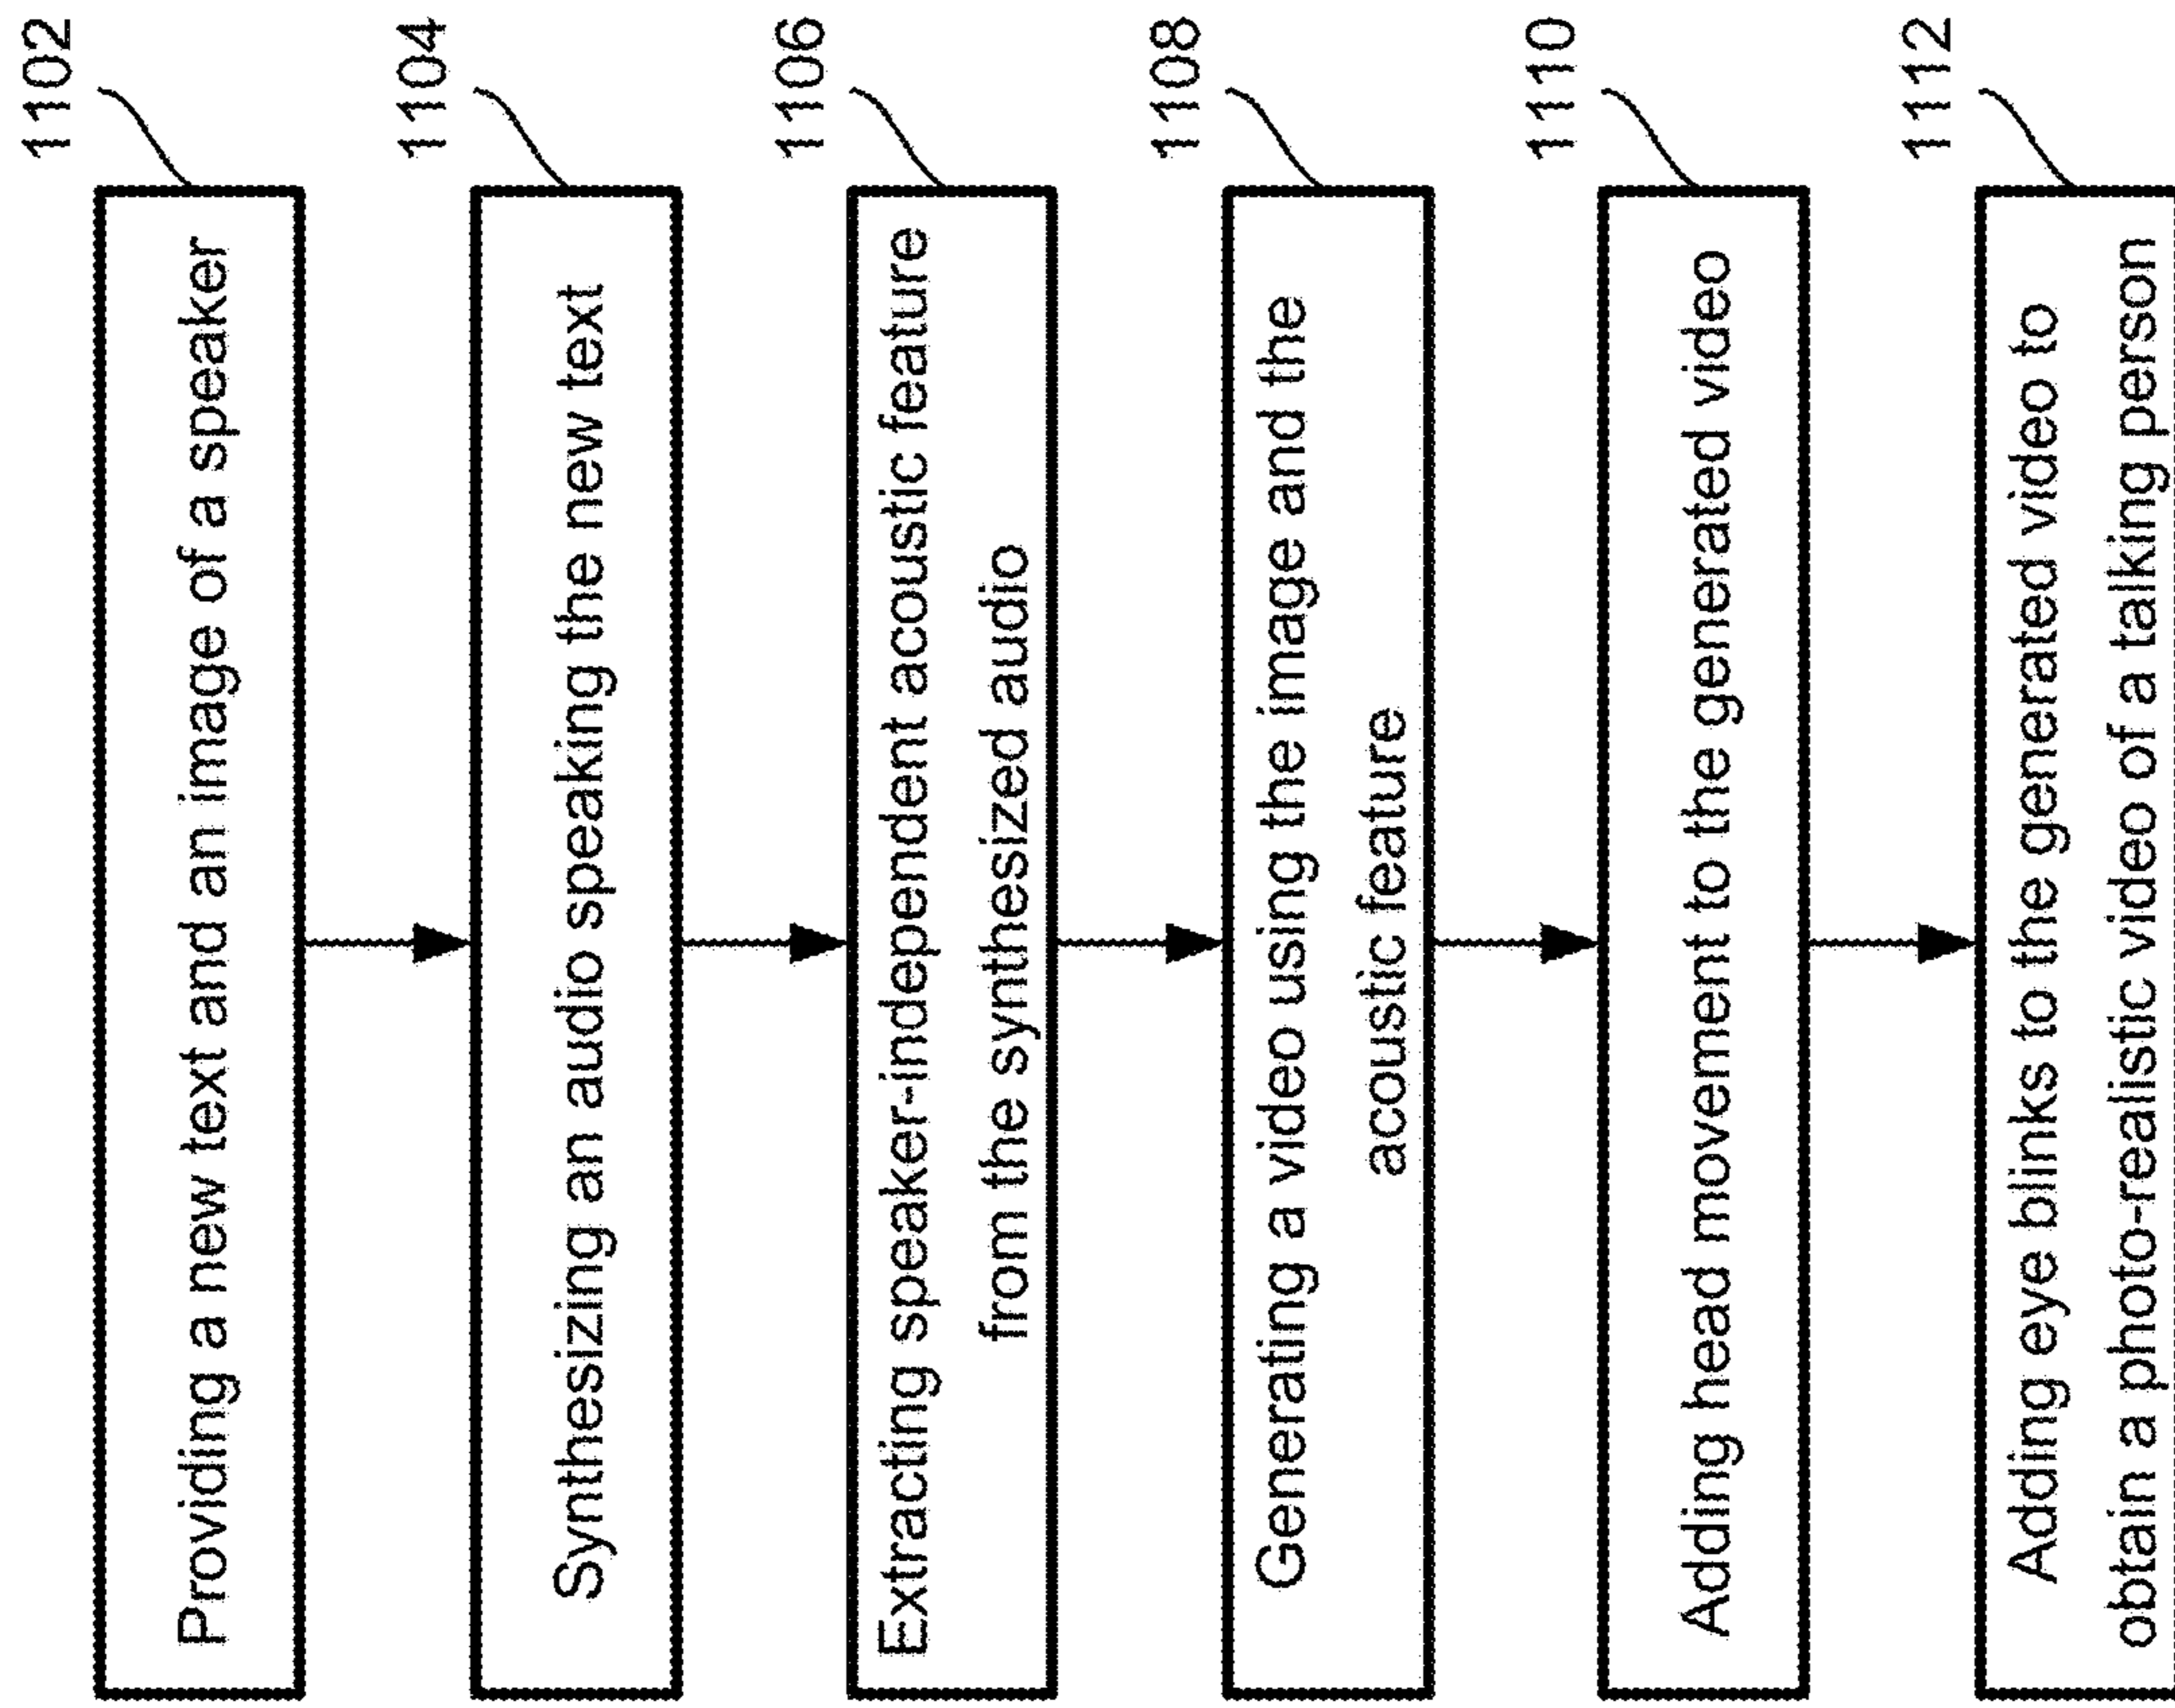 1102
Providing a new text and an image of a speaker
1104
Synthesizing an audio speaking the new text
1106
Extracting speaker-independent acoustic feature
from the synthesized audio
1108
Generating a video using the image and the
acoustic feature
1110
Adding head movement to the generated video
1112
Adding eye blinks to the generated video to
obtain a photo-realistic video of a talking person